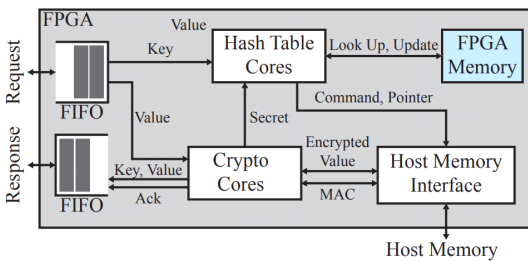 FPGA
Value
Request
FIFO
Key
Hash Table
Cores
Look Up, Update
FPGA
Memory
Value
Secret
Command, Pointer
Response
FIFO
Key, Value
Ack
Crypto
Cores
Encrypted
Value
MAC
Host Memory
Interface
Host Memory